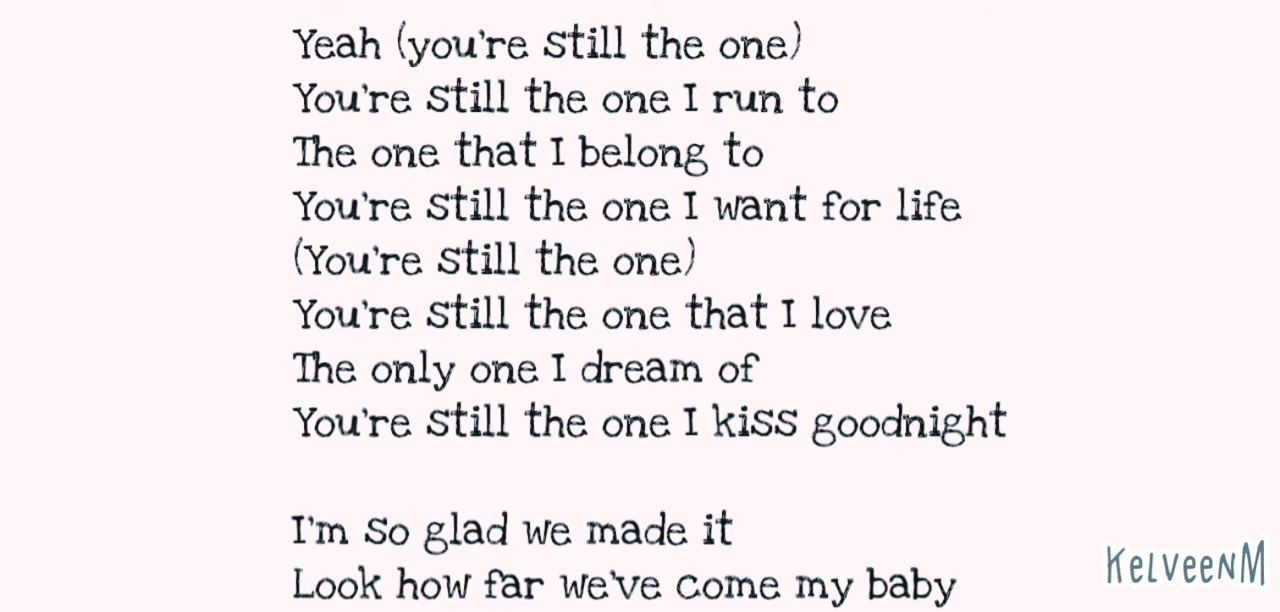 Yeah (you're still the one)
You're still the one I run to
The one that I belong to
You're still the one I want for life
(You're still the one)
You're still the one that I love
The only one I dream of
You're still the one I kiss goodnight
I'm so glad we made it
Look how far we've come my baby
KelveenM